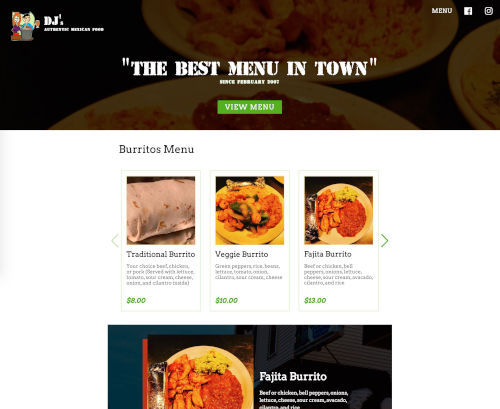 DJ's
AUTHENTIC MEXICAN FOOD
MENU
"THE BEST MENU IN TOWN"
SINCE FEBRUARY 2007
VIEW MENU
Burritos Menu
Traditional Burrito
Your choice beef, chicken,
or pork (Served with lettuce,
tomato, sour cream, cheese,
onion, and cilantro inside)
$8.00
Veggie Burrito
Green peppers, rice, beans,
lettuce, tomato, onion,
cilantro, sour cream, cheese
$10.00
Fajita Burrito
Beef or chicken, bell
peppers, onions, lettuce,
cheese, sour cream, avocado,
cilantro, and rice
$13.00
Fajita Burrito
Beef or chicken, bell peppers, onions,
lettuce, cheese, sour cream, avocado,
cilantro, and rice